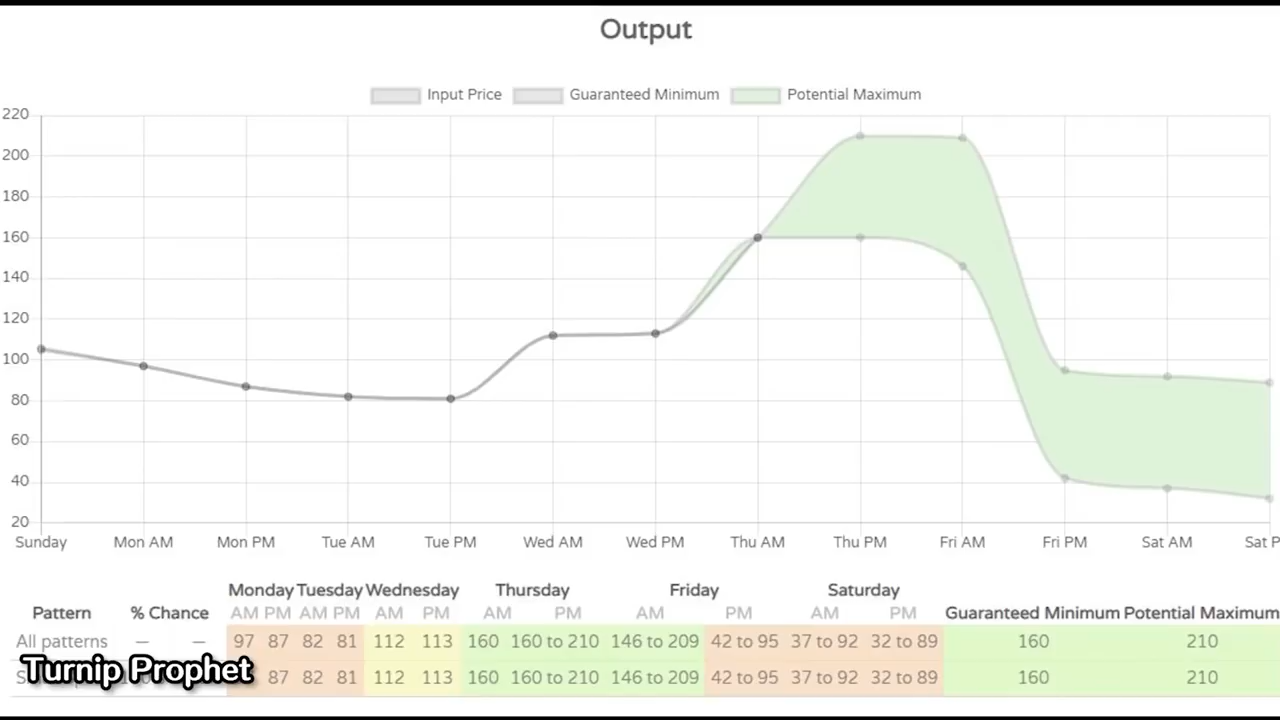 Output
Input Price Guaranteed Minimum Potential Maximum
220
200
180
160
140
120
100
80
60
40
20
Sunday Mon AM Mon PM Tue AM Tue PM Wed AM Wed PM Thu AM Thu PM Fri AM Fri PM Sat AM Sat P
Monday Tuesday Wednesday Thursday Friday Saturday
Pattern % Chance AM PM AM PM AM PM AM PM AM PM AM PM Guaranteed Minimum Potential Maximum
All patterns — — 97 87 82 81 112 113 160 160 to 210 146 to 209 42 to 95 37 to 92 32 to 89 160 210
87 82 81 112 113 160 160 to 210 146 to 209 42 to 95 37 to 92 32 to 89 160 210
Turnip Prophet